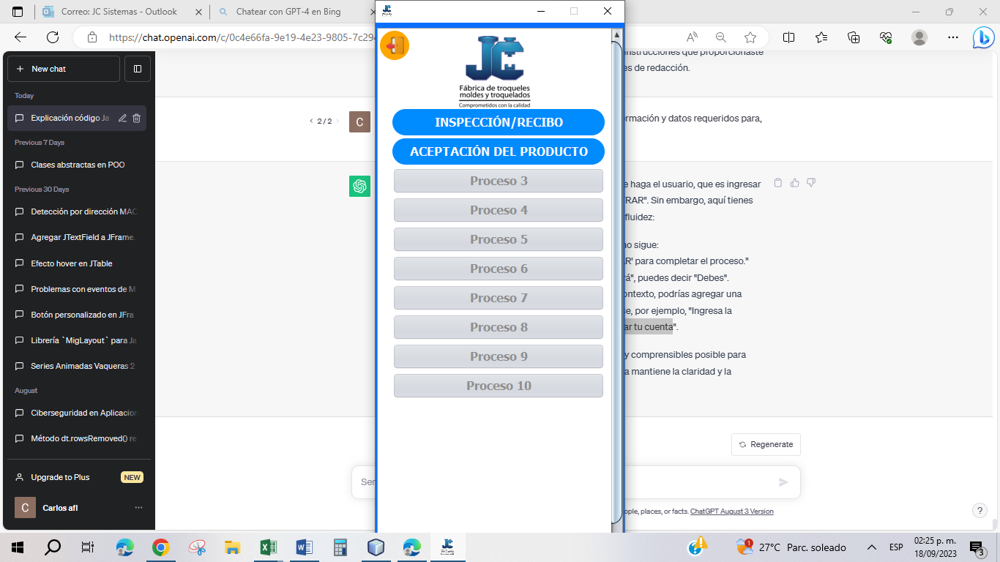 Correo: JC Sistemas - Outlook
Chatear con GPT-4 en Bing
https://chat.openai.com/c/0c4e66fa-9e19-4e23-9805-7c294
New chat
Today
Explicación código Ja
Previous 7 Days
Clases abstractas en POO
Previous 30 Days
Detección por dirección MAC
Agregar JTextField a JFrame.
Efecto hover en JTable
Problemas con eventos de M
Botón personalizado en JFra
Librería `MigLayout` para Ja
Series Animadas Vaqueras 2
August
Ciberseguridad en Aplicacion
Método dt.rowsRemoved() re
Upgrade to Plus
NEW
C
Carlos afl
2 / 2
C
JC
Fábrica de troqueles
moldes y troquelados
Comprometidos con la calidad
INSPECCIÓN/RECIBO
ACEPTACIÓN DEL PRODUCTO
Proceso 3
Proceso 4
Proceso 5
Proceso 6
Proceso 7
Proceso 8
Proceso 9
Proceso 10
instrucciones que proporcionaste
es de redacción.
ormación y datos requeridos para,
e haga el usuario, que es ingresar
TRAR". Sin embargo, aquí tienes
fluidez:
mo sigue:
AR' para completar el proceso."
rá", puedes decir "Debes".
ontexto, podrías agregar una
se, por ejemplo, "Ingresa la
ar tu cuenta".
y comprensibles posible para
a mantiene la claridad y la
Regenerate
Sen
ople, places, or facts. ChatGPT August 3 Version
?
27°C Parc. soleado
ESP
02:25 p. m.
18/09/2023
3